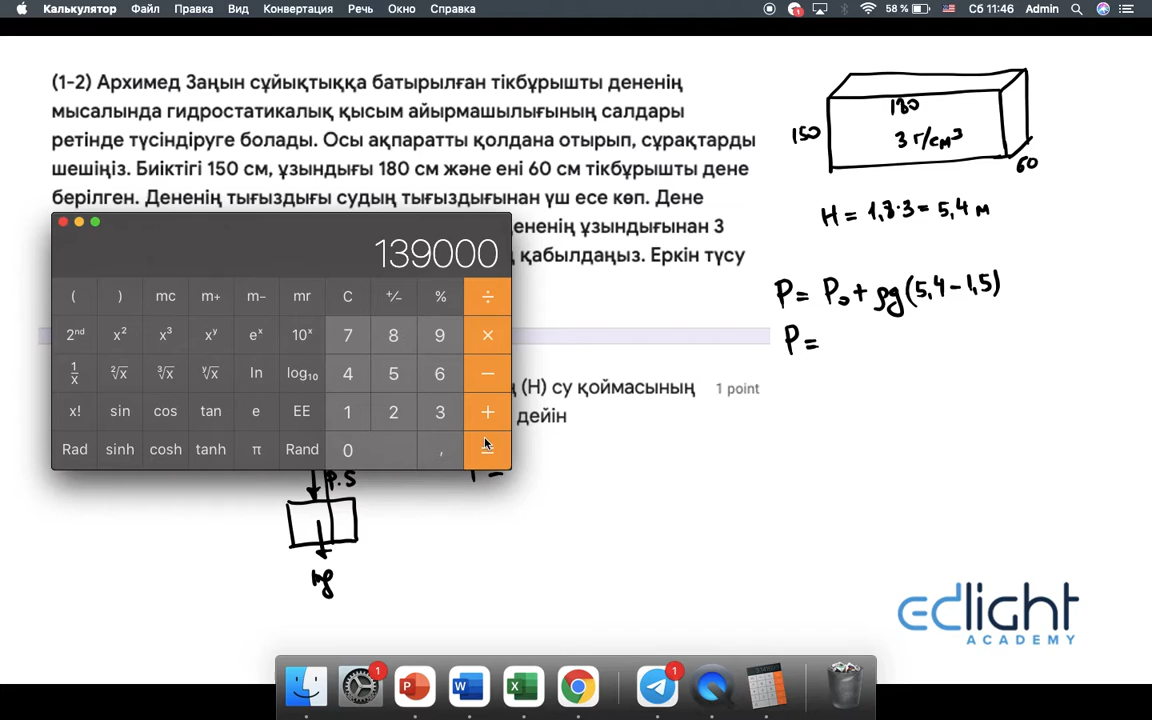 Калькулятор Файл Правка Вид Конвертация Речь Окно Справка 58 % Сб 11:46 Admin
(1-2) Архимед Заңын сұйықтыққа батырылған тікбұрышты дененің
мысалында гидростатикалық қысым айырмашылығының салдары
ретінде түсіндіруге болады. Осы ақпаратты қолдана отырып, сұрақтарды
шешіңіз. Биіктігі 150 см, ұзындығы 180 см және ені 60 см тікбұрышты дене
берілген. Дененің тығыздығы судың тығыздығынан үш есе көп. Дене
дененің ұзындығынан 3
қабылдаңыз. Еркін түсу
150
180
3 г/см³
60
H = 1,8·3 = 5,4 м
P = P₀ + ρg(5,4-1,5)
P =
139000
( ) mc m+ m- mr C +/- % ÷
2nd x² x³ xʸ eˣ 10ˣ 7 8 9 ×
1/x ²√x ³√x ʸ√x ln log₁₀ 4 5 6 −
x! sin cos tan e EE 1 2 3 +
Rad sinh cosh tanh π Rand 0 , =
(H) су қоймасының 1 point
дейін
p.s
mg
edlight
ACADEMY
1
1